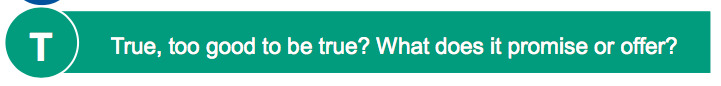 T True, too good to be true? What does it promise or offer?